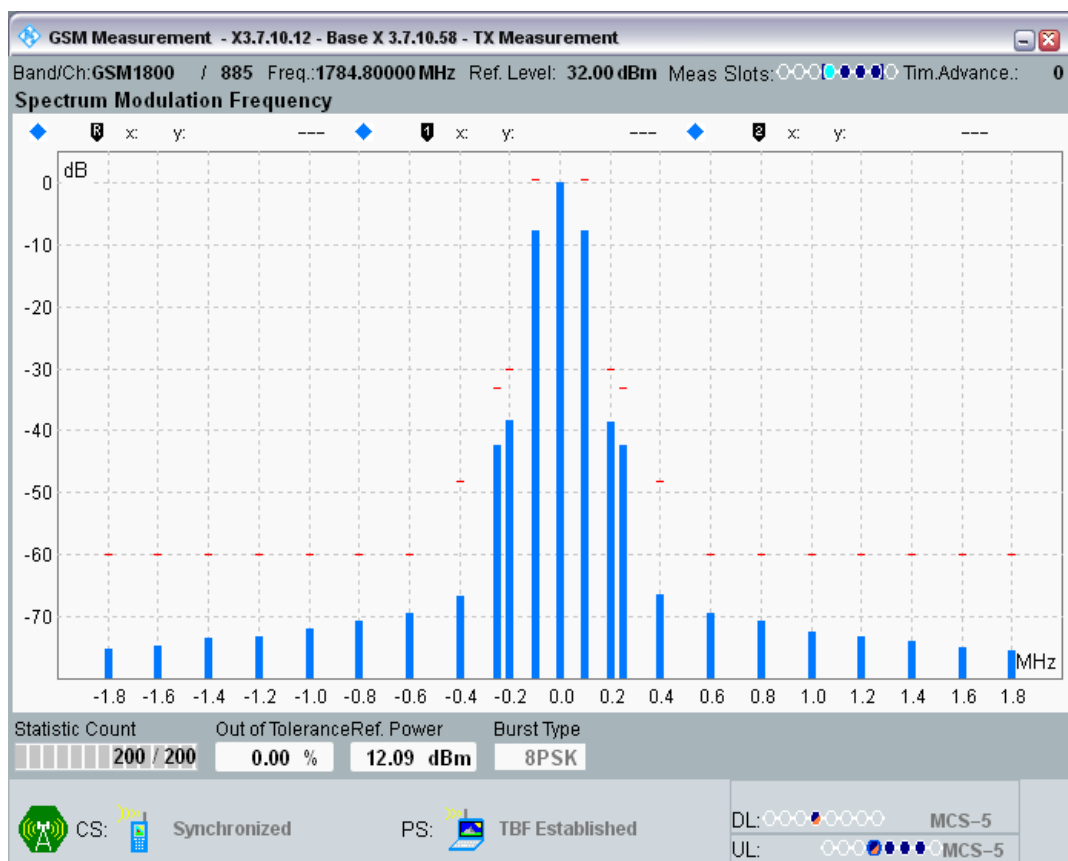 GSM Measurement - X3.7.10.12 - Base X 3.7.10.58 - TX Measurement
Band/Ch:GSM1800 / 885 Freq.:1784.80000 MHz Ref. Level: 32.00 dBm Meas Slots: Tim.Advance.: 0
Spectrum Modulation Frequency
R x: y: --- 1 x: y: --- 2 x: y: ---
dB
0
-10
-20
-30
-40
-50
-60
-70
MHz
-1.8 -1.6 -1.4 -1.2 -1.0 -0.8 -0.6 -0.4 -0.2 0.0 0.2 0.4 0.6 0.8 1.0 1.2 1.4 1.6 1.8
Statistic Count Out of Tolerance Ref. Power Burst Type
200 / 200 0.00 % 12.09 dBm 8PSK
CS: Synchronized PS: TBF Established
DL: MCS-5
UL: MCS-5